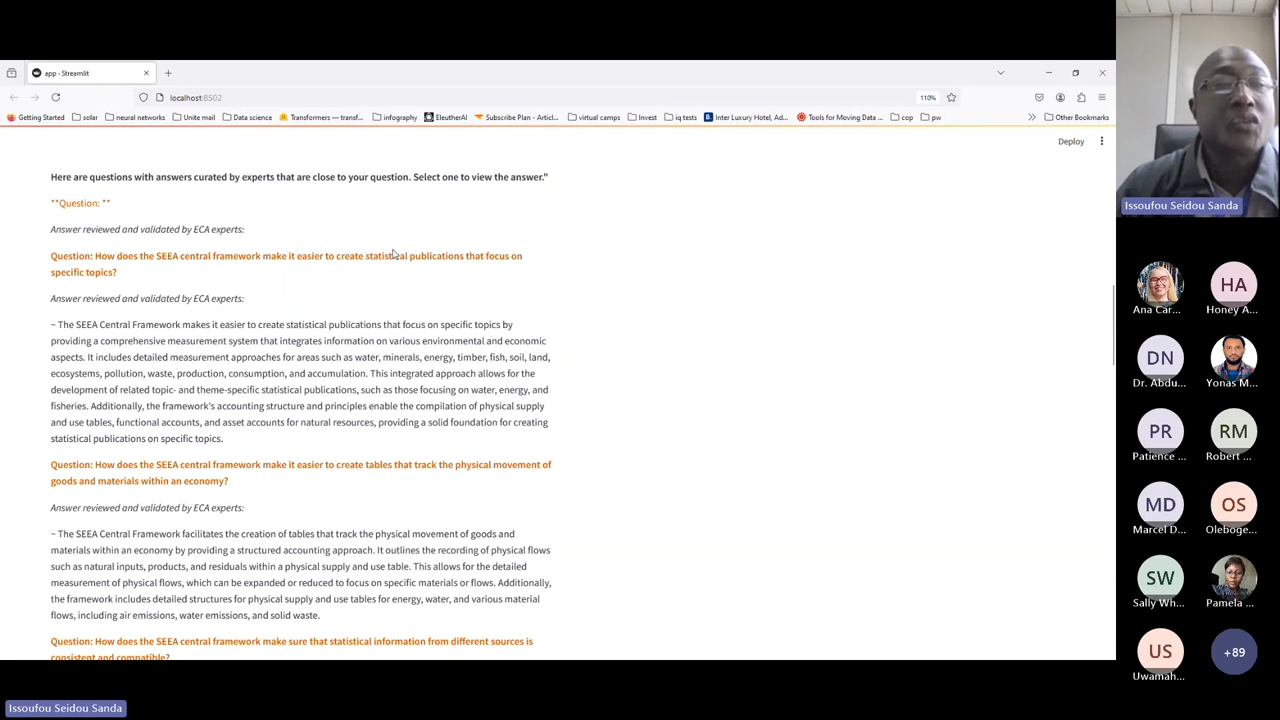 app - Streamlit
localhost:8502
110%
Getting Started
solar
neural networks
Unite mail
Data science
Transformers — transf...
infography
EleutherAI
Subscribe Plan - Articl...
virtual camps
Invest
iq tests
Inter Luxury Hotel, Ad...
Tools for Moving Data ...
cop
pw
Other Bookmarks
Deploy
Here are questions with answers curated by experts that are close to your question. Select one to view the answer."
**Question: **
Answer reviewed and validated by ECA experts:
Question: How does the SEEA central framework make it easier to create statistical publications that focus on
specific topics?
Answer reviewed and validated by ECA experts:
~ The SEEA Central Framework makes it easier to create statistical publications that focus on specific topics by
providing a comprehensive measurement system that integrates information on various environmental and economic
aspects. It includes detailed measurement approaches for areas such as water, minerals, energy, timber, fish, soil, land,
ecosystems, pollution, waste, production, consumption, and accumulation. This integrated approach allows for the
development of related topic- and theme-specific statistical publications, such as those focusing on water, energy, and
fisheries. Additionally, the framework's accounting structure and principles enable the compilation of physical supply
and use tables, functional accounts, and asset accounts for natural resources, providing a solid foundation for creating
statistical publications on specific topics.
Question: How does the SEEA central framework make it easier to create tables that track the physical movement of
goods and materials within an economy?
Answer reviewed and validated by ECA experts:
~ The SEEA Central Framework facilitates the creation of tables that track the physical movement of goods and
materials within an economy by providing a structured accounting approach. It outlines the recording of physical flows
such as natural inputs, products, and residuals within a physical supply and use table. This allows for the detailed
measurement of physical flows, which can be expanded or reduced to focus on specific materials or flows. Additionally,
the framework includes detailed structures for physical supply and use tables for energy, water, and various material
flows, including air emissions, water emissions, and solid waste.
Question: How does the SEEA central framework make sure that statistical information from different sources is
consistent and compatible?
Issoufou Seidou Sanda
Ana Car...
HA
Honey A...
DN
Dr. Abdu...
Yonas M...
PR
Patience ...
RM
Robert ...
MD
Marcel D...
OS
Oleboge...
SW
Sally Wh...
Pamela ...
US
Uwamah...
+89
Issoufou Seidou Sanda